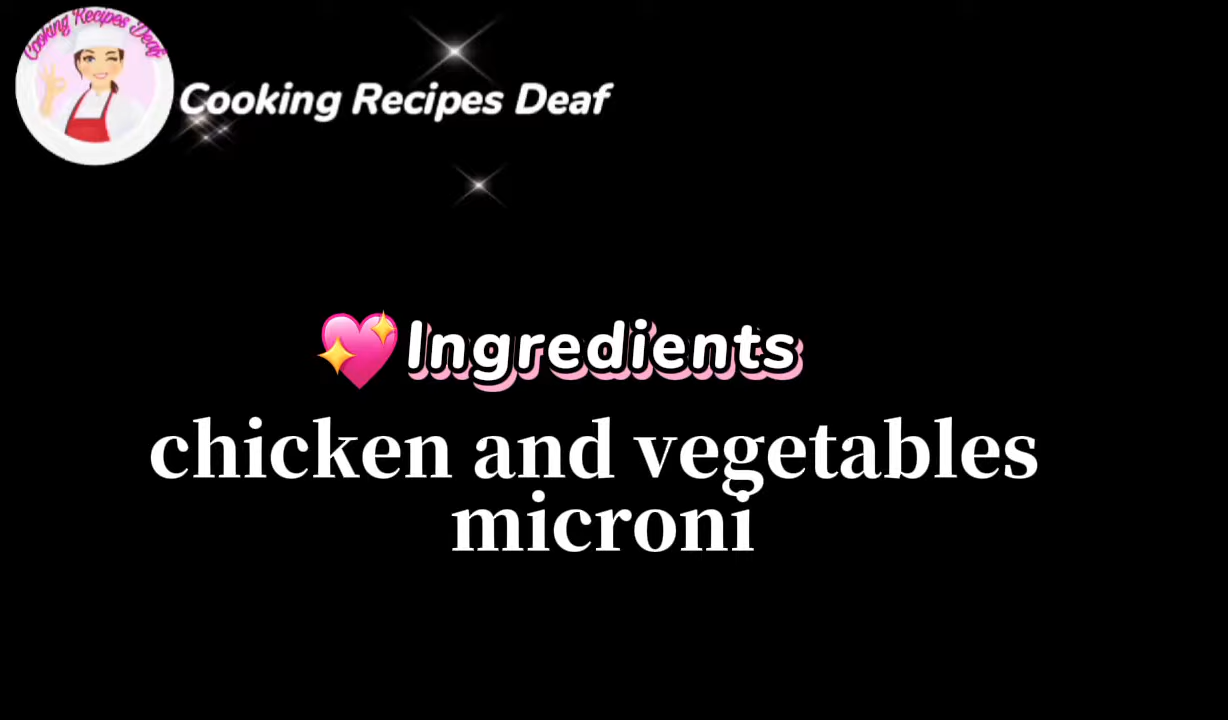 Cooking Recipes Deaf
Cooking Recipes Deaf
💖Ingredients
chicken and vegetables
microni